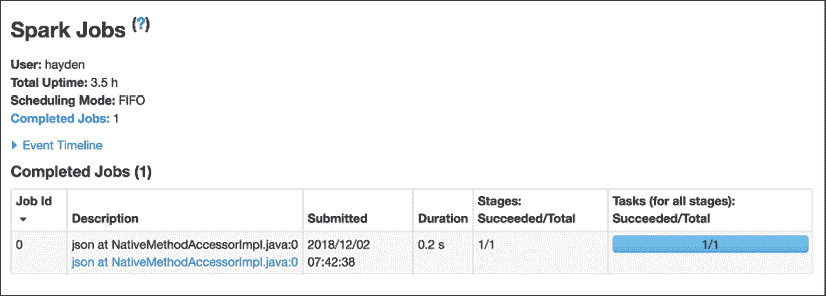 Spark Jobs (?)
User: hayden
Total Uptime: 3.5 h
Scheduling Mode: FIFO
Completed Jobs: 1
Event Timeline
Completed Jobs (1)
Job Id Description Submitted Duration Stages: Succeeded/Total Tasks (for all stages): Succeeded/Total
0 json at NativeMethodAccessorImpl.java:0 2018/12/02 0.2 s 1/1 1/1
json at NativeMethodAccessorImpl.java:0 07:42:38